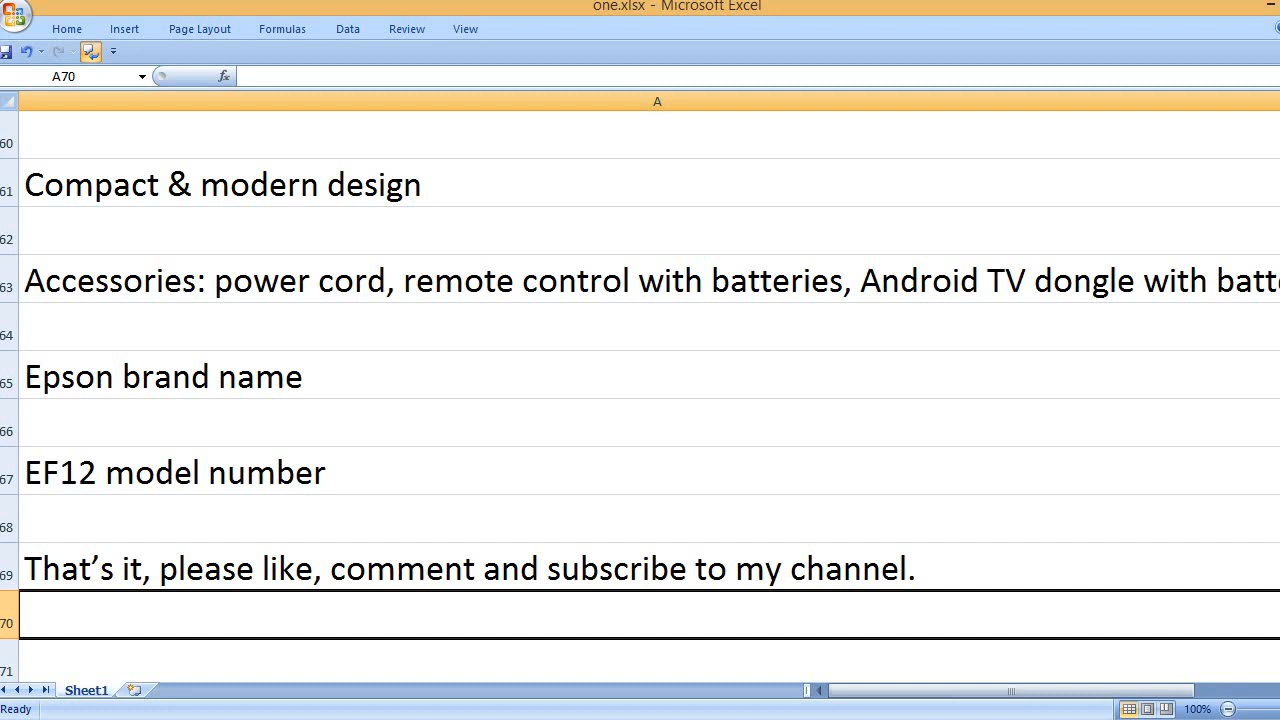 one.xlsx - Microsoft Excel
Home Insert Page Layout Formulas Data Review View
A70 fx
A
60
61 Compact & modern design
62
63 Accessories: power cord, remote control with batteries, Android TV dongle with batt
64
65 Epson brand name
66
67 EF12 model number
68
69 That’s it, please like, comment and subscribe to my channel.
70
71
Sheet1
Ready 100%